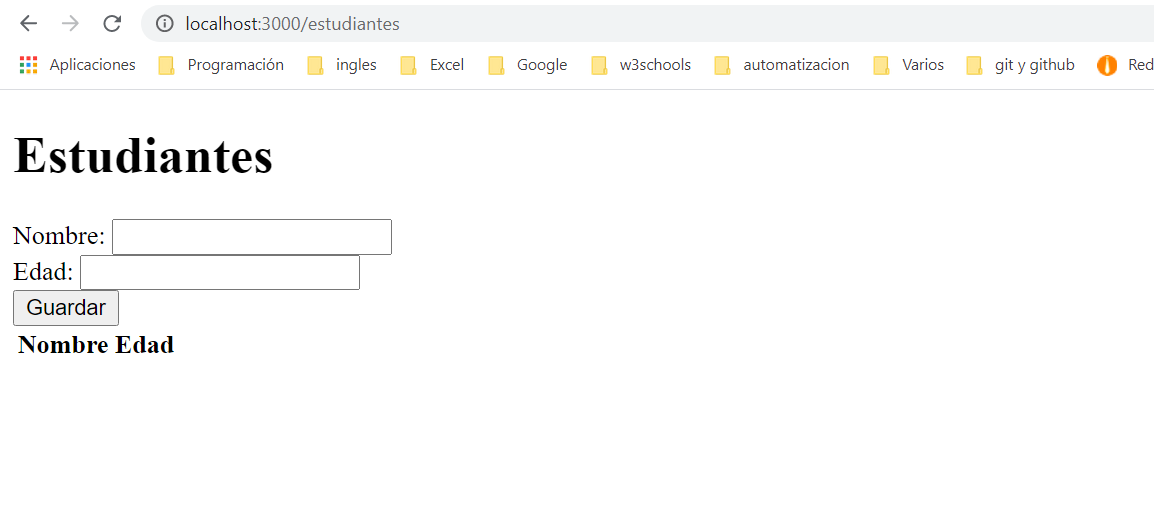 localhost:3000/estudiantes
Aplicaciones Programación ingles Excel Google w3schools automatizacion Varios git y github Red
Estudiantes
Nombre:
Edad:
Guardar
Nombre Edad